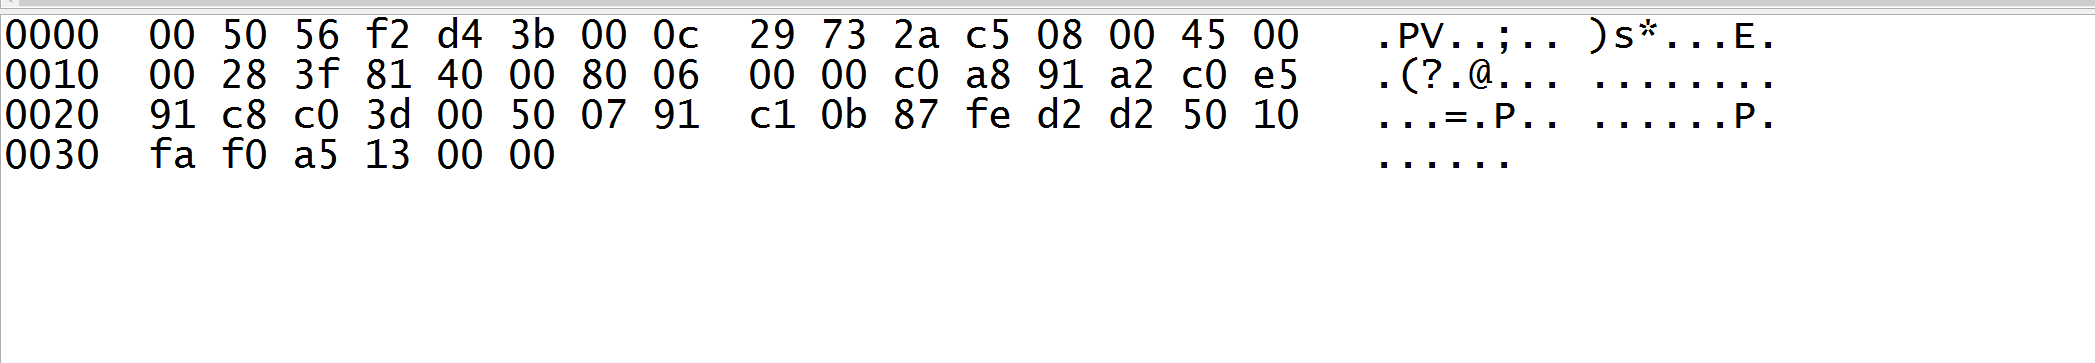 0000  00 50 56 f2 d4 3b 00 0c  29 73 2a c5 08 00 45 00   .PV..;.. )s*...E.
0010  00 28 3f 81 40 00 80 06  00 00 c0 a8 91 a2 c0 e5   .(?.@... ........
0020  91 c8 c0 3d 00 50 07 91  c1 0b 87 fe d2 d2 50 10   ...=.P.. ......P.
0030  fa f0 a5 13 00 00                                  ......